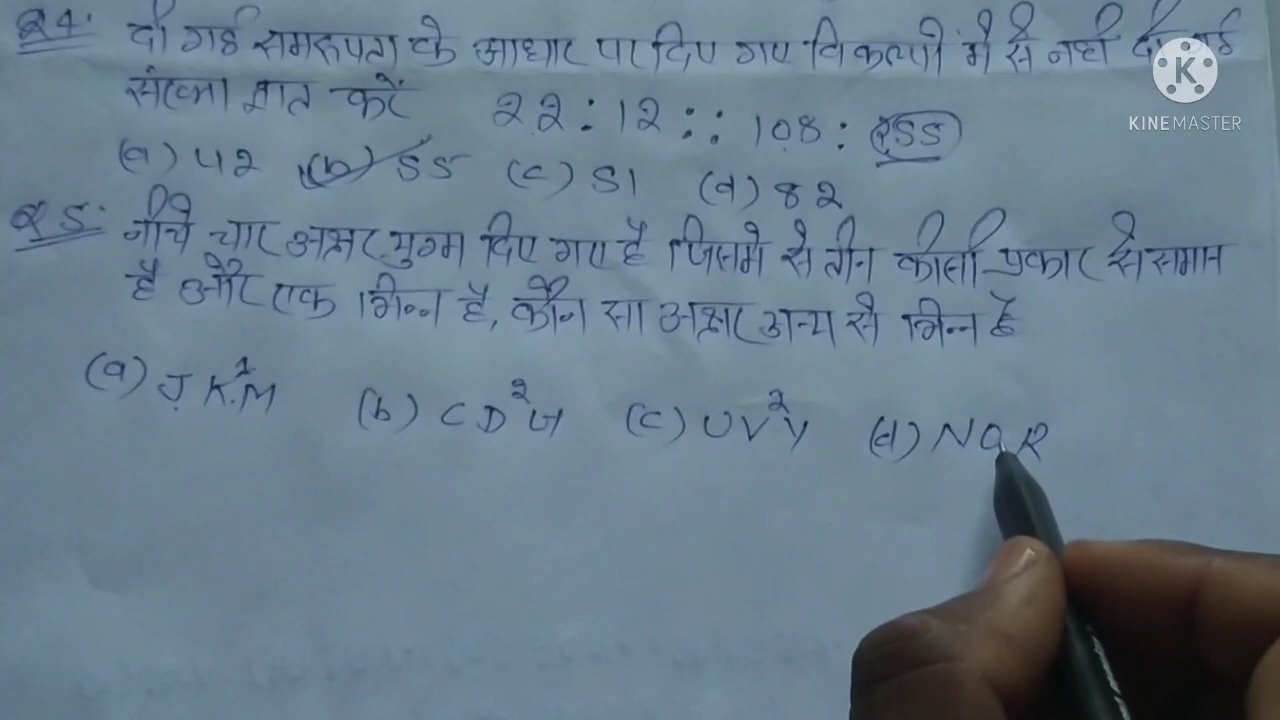 Q4. दी गई समरूपता के आधार पर दिए गए विकल्पों में से नही दी गई
K
संख्या ज्ञात करें 22 : 12 :: 108 : 55
KINEMASTER
(a) 42 (b) 55 (c) 51 (d) 82
Q5. नीचे चार अक्षर युग्म दिए गए है जिसमे से तीन कीसी प्रकार से समान
है और एक भिन्न है, कौन सा अक्षर अन्य से भिन्न है
(a) J K 1 M (b) C D 2 (c) U V 2 Y (d) N Q R